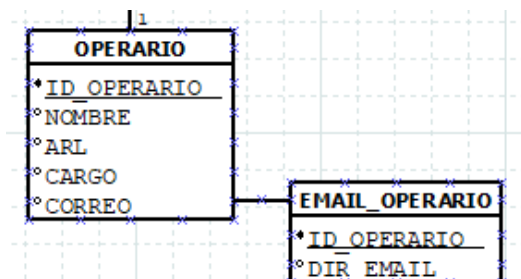 1
OPERARIO
ID_OPERARIO
NOMBRE
ARL
CARGO
CORREO
EMAIL_OPERARIO
ID_OPERARIO
DIR_EMAIL